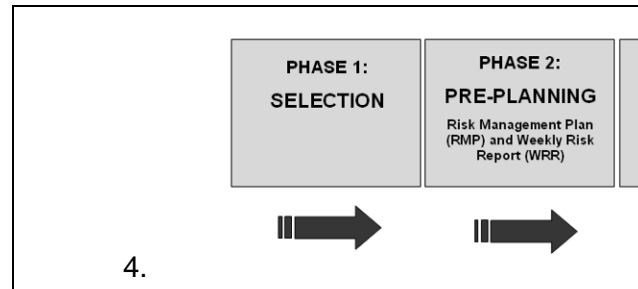 PHASE 1:
SELECTION
PHASE 2:
PRE-PLANNING
Risk Management Plan
(RMP) and Weekly Risk
Report (WRR)
4.